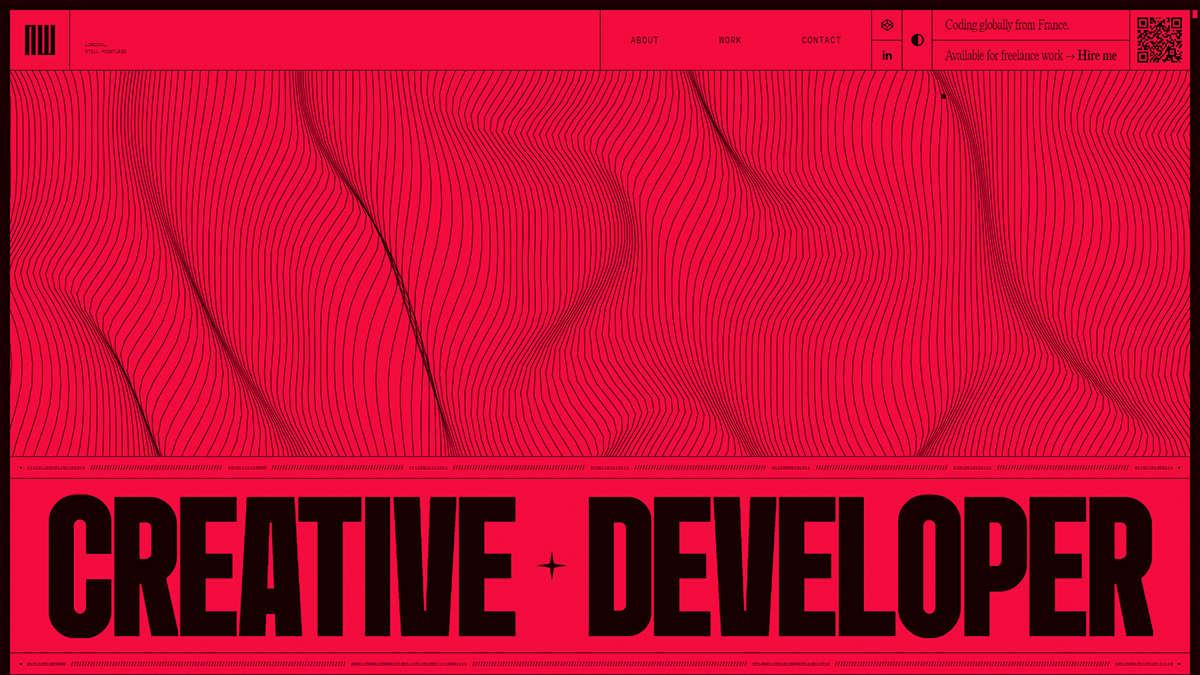 LOADING.
STILL POINTLESS
ABOUT
WORK
CONTACT
in
Coding globally from France.
Available for freelance work → Hire me
CREATIVE DEVELOPER